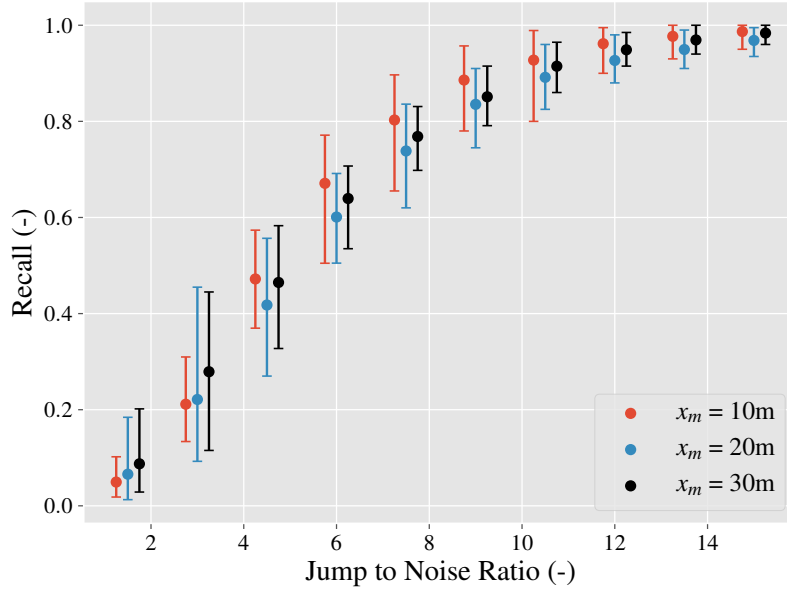 1.0
0.8
0.6
0.4
0.2
0.0
Recall (-)
x_m = 10m
x_m = 20m
x_m = 30m
2 4 6 8 10 12 14
Jump to Noise Ratio (-)